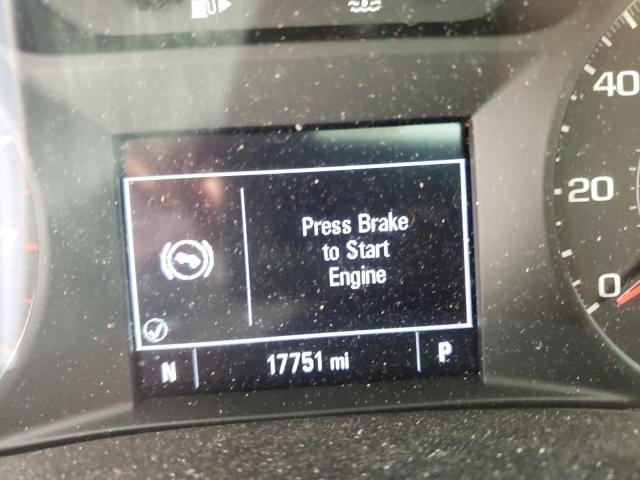 40
20
0
Press Brake
to Start
Engine
N
17751 mi
P